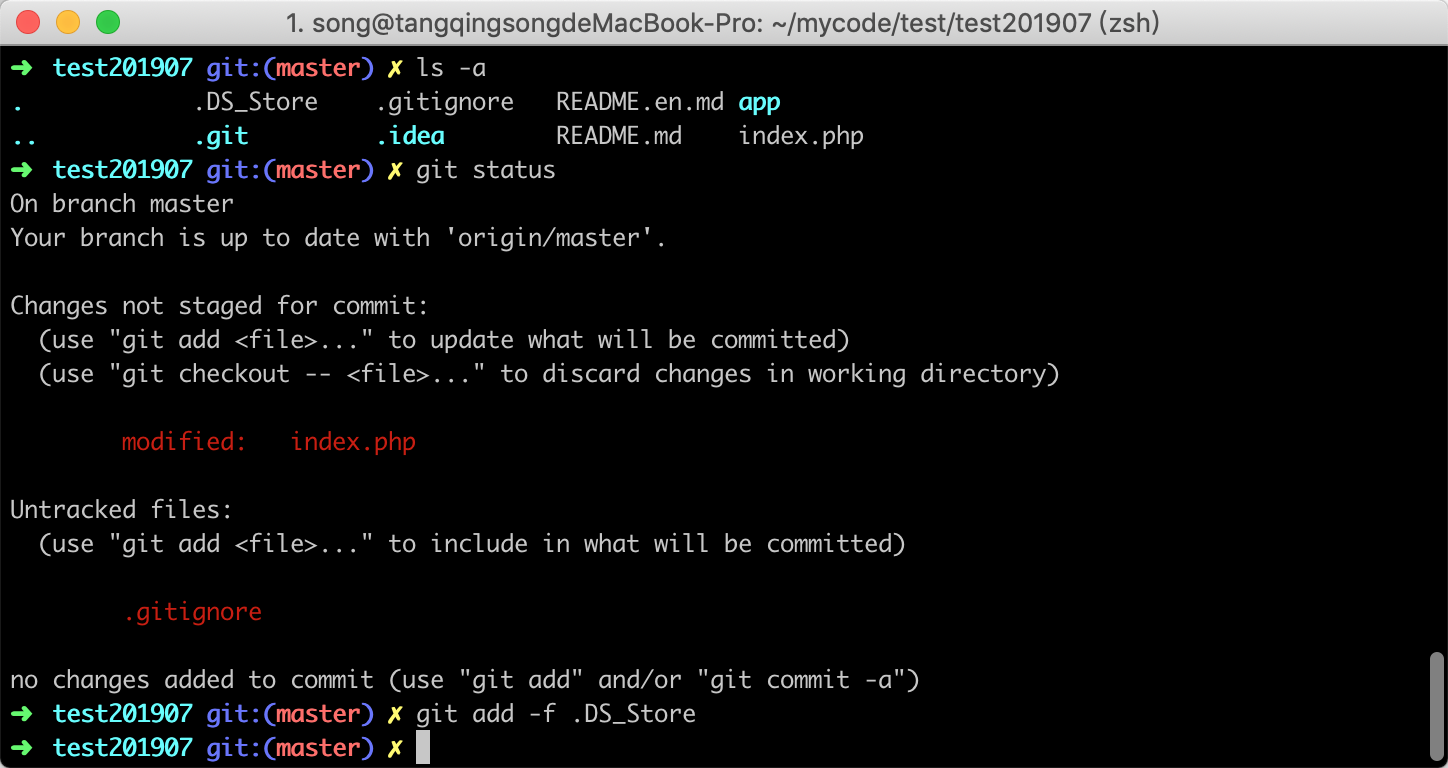 1. song@tangqingsongdeMacBook-Pro: ~/mycode/test/test201907 (zsh)
➜ test201907 git:(master) ✗ ls -a
. .DS_Store .gitignore README.en.md app
.. .git .idea README.md index.php
➜ test201907 git:(master) ✗ git status
On branch master
Your branch is up to date with 'origin/master'.
Changes not staged for commit:
(use "git add <file>..." to update what will be committed)
(use "git checkout -- <file>..." to discard changes in working directory)
modified: index.php
Untracked files:
(use "git add <file>..." to include in what will be committed)
.gitignore
no changes added to commit (use "git add" and/or "git commit -a")
➜ test201907 git:(master) ✗ git add -f .DS_Store
➜ test201907 git:(master) ✗